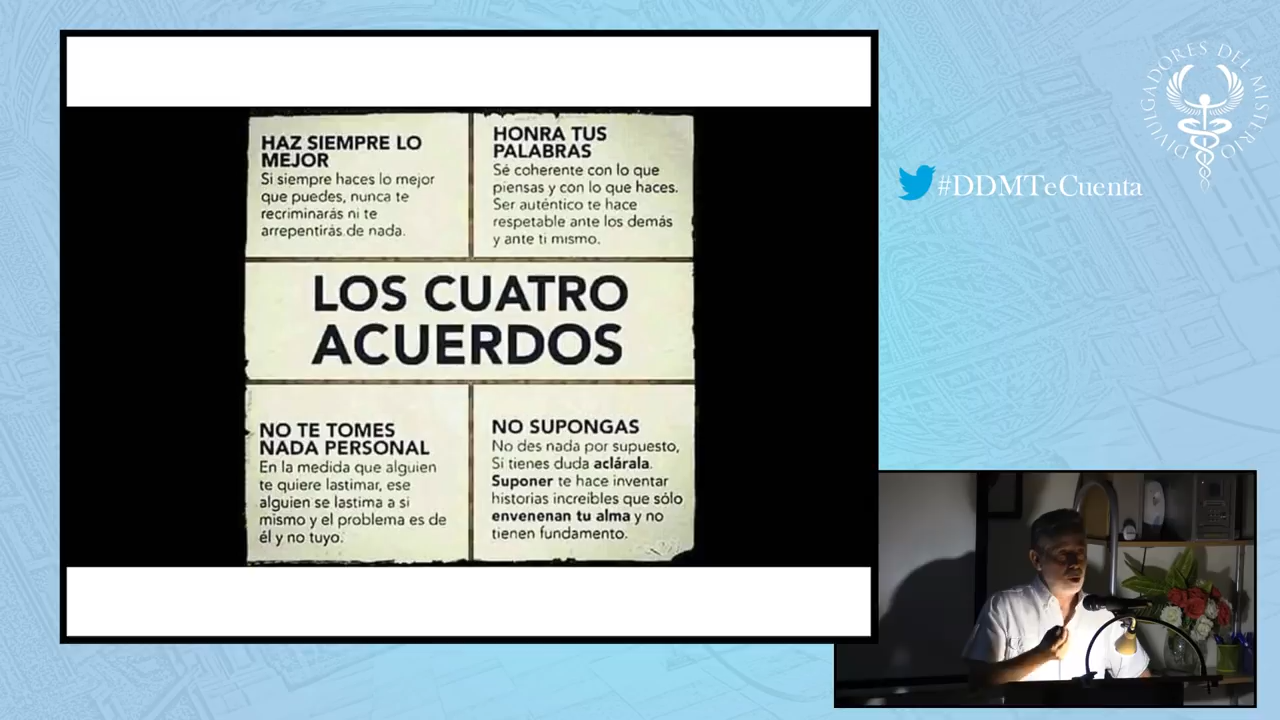 HAZ SIEMPRE LO
MEJOR
Si siempre haces lo mejor
que puedes, nunca te
recriminarás ni te
arrepentirás de nada.
HONRA TUS
PALABRAS
Sé coherente con lo que
piensas y con lo que haces.
Ser auténtico te hace
respetable ante los demás
y ante ti mismo.
LOS CUATRO
ACUERDOS
NO TE TOMES
NADA PERSONAL
En la medida que alguien
te quiere lastimar, ese
alguien se lastima a si
mismo y el problema es de
él y no tuyo.
NO SUPONGAS
No des nada por supuesto,
Si tienes duda aclárala.
Suponer te hace inventar
historias increíbles que sólo
envenenan tu alma y no
tienen fundamento.
DIVULGADORES DEL MISTERIO
#DDMTeCuenta